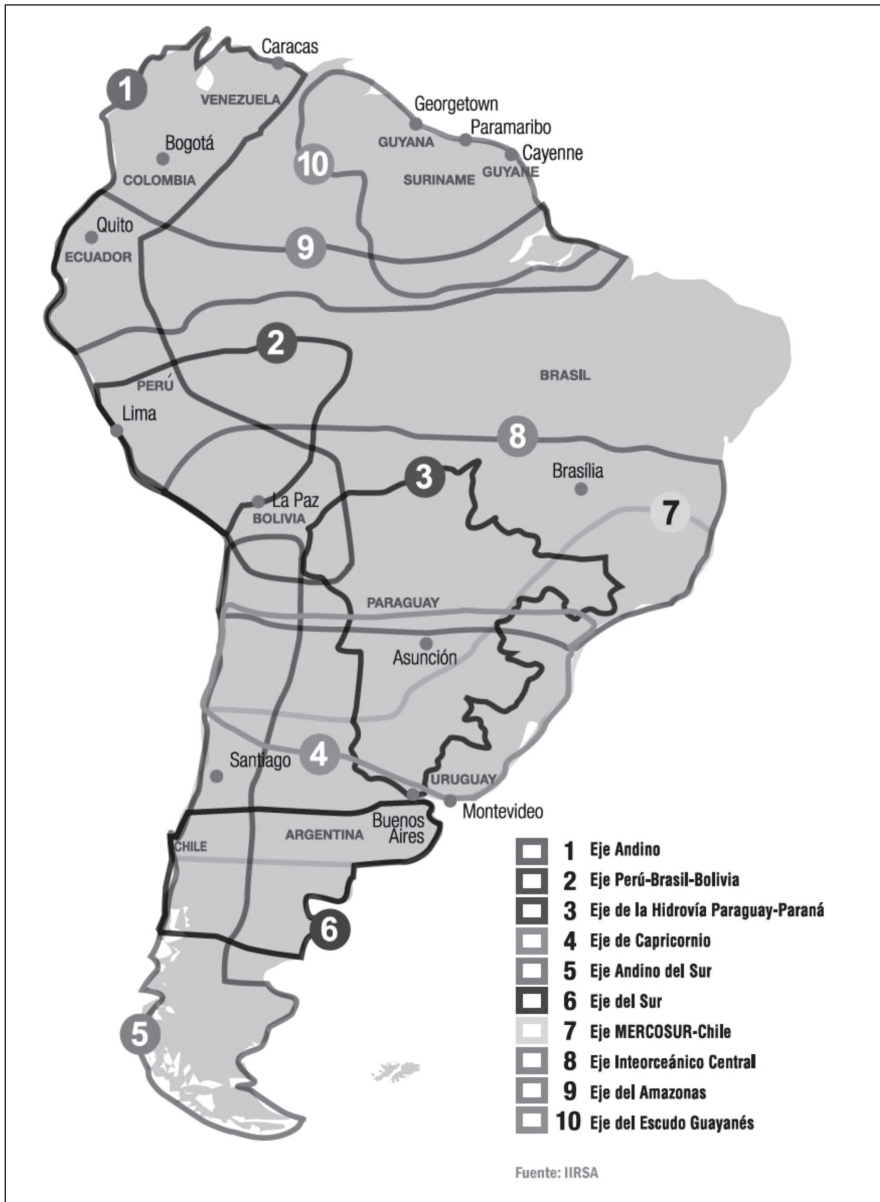 Caracas
1
VENEZUELA
Georgetown
Paramaribo
GUYANA
Bogotá
10
Cayenne
GUYANE
SURINAME
COLOMBIA
Quito
9
ECUADOR
2
BRASIL
PERÚ
Lima
8
3
Brasília
La Paz
7
BOLIVIA
PARAGUAY
Asunción
4
Santiago
URUGUAY
Buenos
Aires
Montevideo
ARGENTINA
CHILE
6
5
1 Eje Andino
2 Eje Perú-Brasil-Bolivia
3 Eje de la Hidrovía Paraguay-Paraná
4 Eje de Capricornio
5 Eje Andino del Sur
6 Eje del Sur
7 Eje MERCOSUR-Chile
8 Eje Inteorceánico Central
9 Eje del Amazonas
10 Eje del Escudo Guayanés
Fuente: IIRSA